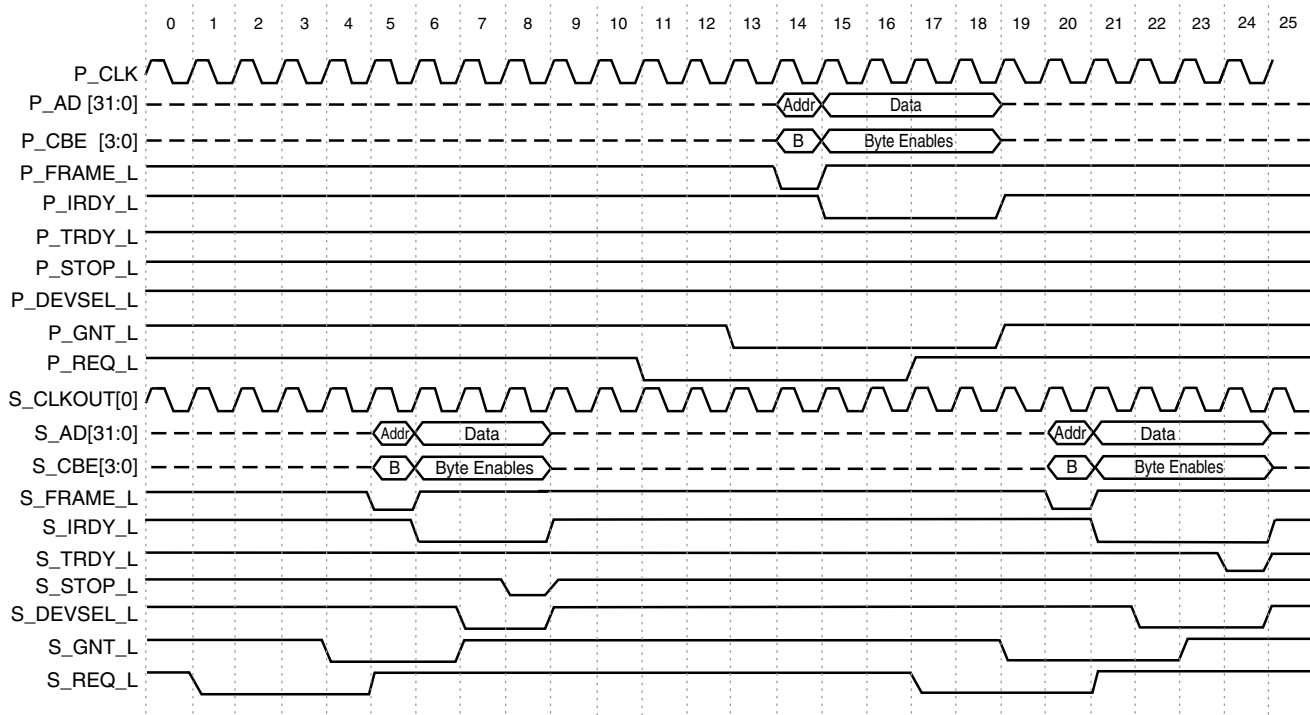 0 1 2 3 4 5 6 7 8 9 10 11 12 13 14 15 16 17 18 19 20 21 22 23 24 25
P_CLK
P_AD [31:0] Addr Data
P_CBE [3:0] B Byte Enables
P_FRAME_L
P_IRDY_L
P_TRDY_L
P_STOP_L
P_DEVSEL_L
P_GNT_L
P_REQ_L
S_CLKOUT[0]
S_AD[31:0] Addr Data Addr Data
S_CBE[3:0] B Byte Enables B Byte Enables
S_FRAME_L
S_IRDY_L
S_TRDY_L
S_STOP_L
S_DEVSEL_L
S_GNT_L
S_REQ_L